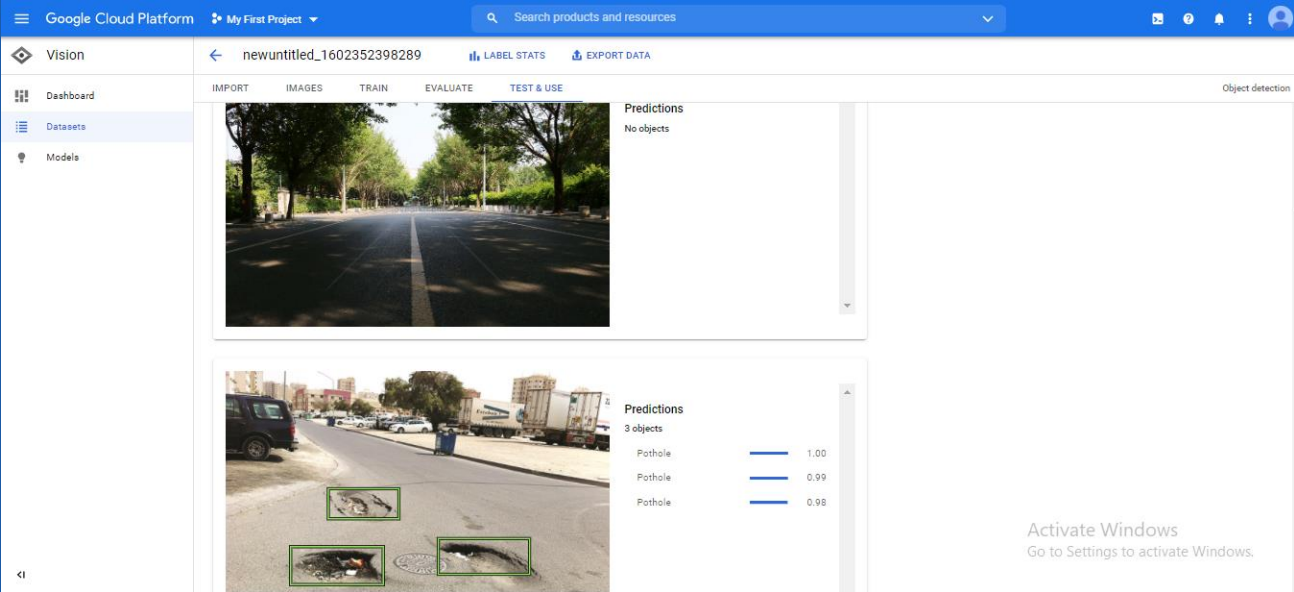 Google Cloud Platform My First Project Search products and resources
Vision newuntitled_1602352398289 LABEL STATS EXPORT DATA
IMPORT IMAGES TRAIN EVALUATE TEST & USE Object detection
Dashboard
Datasets
Models
Predictions
No objects
Predictions
3 objects
Pothole 1.00
Pothole 0.99
Pothole 0.98
Activate Windows
Go to Settings to activate Windows.